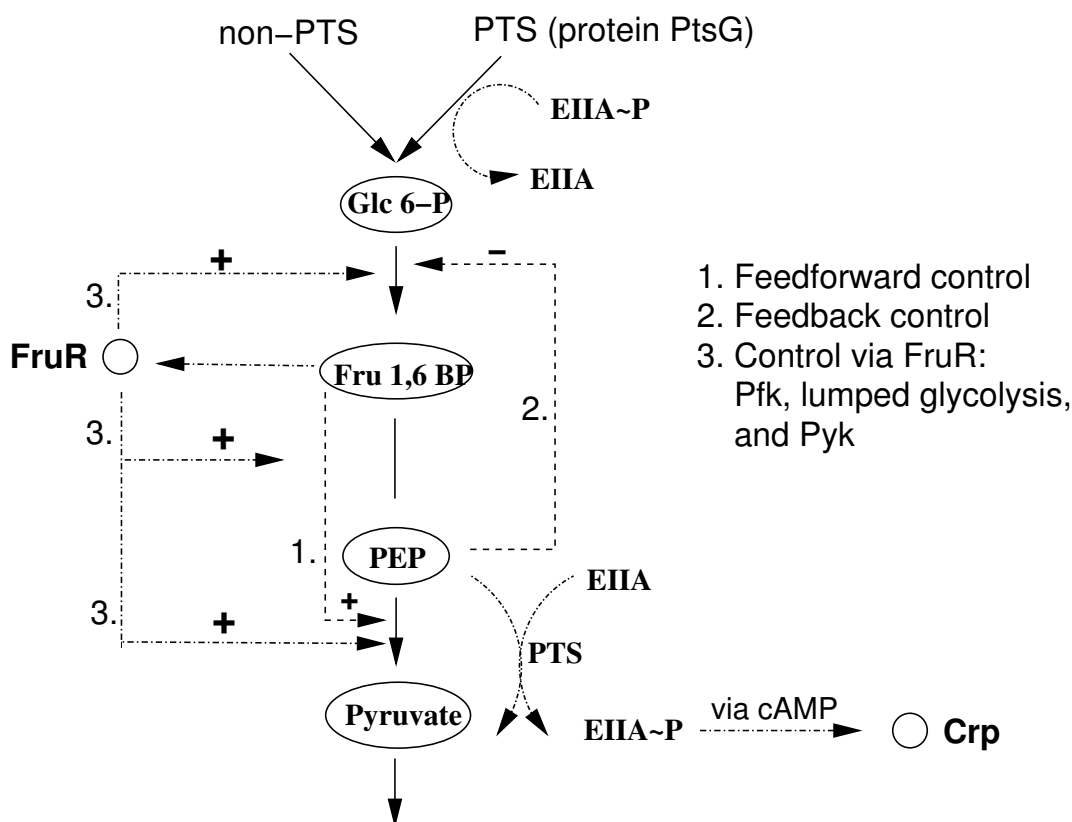 non−PTS
PTS (protein PtsG)
EIIA~P
EIIA
Glc 6−P
+
−
3.
1. Feedforward control
2. Feedback control
3. Control via FruR:
Pfk, lumped glycolysis,
and Pyk
FruR
Fru 1,6 BP
2.
3.
+
1.
PEP
EIIA
3.
+
+
PTS
Pyruvate
EIIA~P
via cAMP
Crp